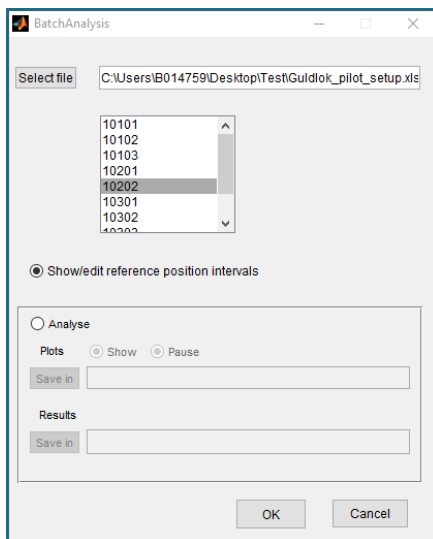 BatchAnalysis
Select file
C:\Users\B014759\Desktop\Test\Guldlok_pilot_setup.xls
10101
10102
10103
10201
10202
10301
10302
Show/edit reference position intervals
Analyse
Plots Show Pause
Save in
Results
Save in
OK Cancel